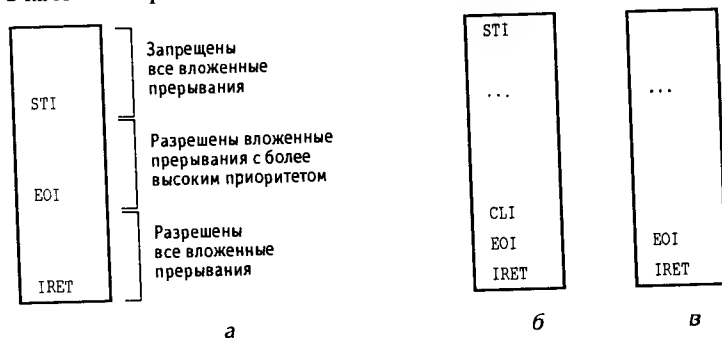 Запрещены
все вложенные
прерывания
STI
Разрешены вложенные
прерывания с более
высоким приоритетом
EOI
Разрешены
все вложенные
прерывания
IRET
а
STI
...
CLI
EOI
IRET
б
...
EOI
IRET
в